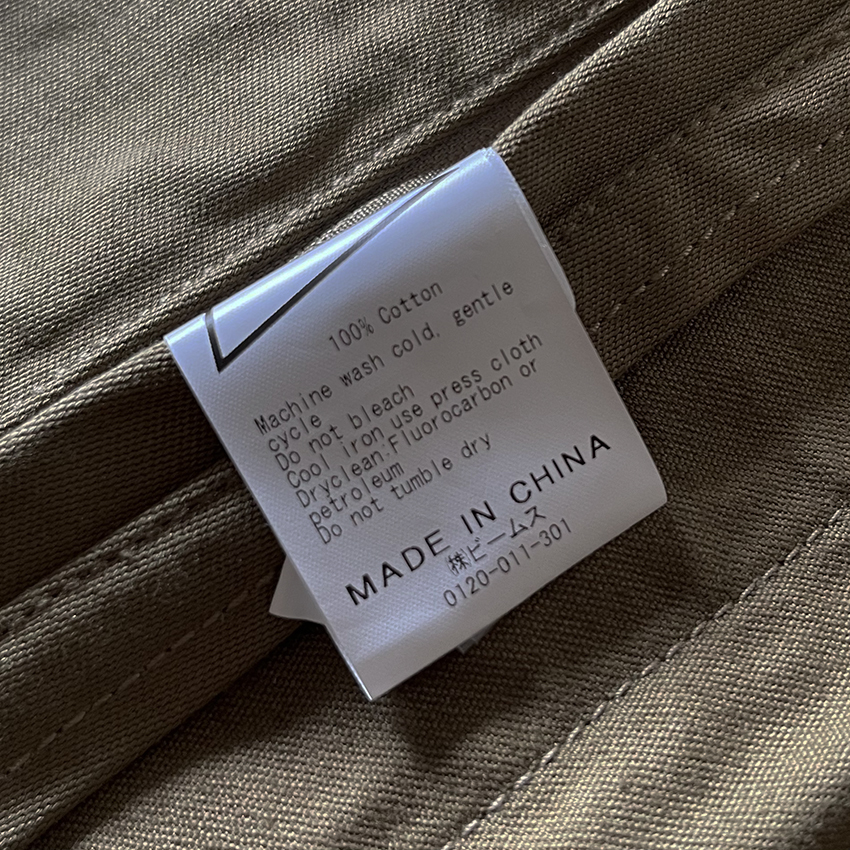 100% Cotton
Machine wash cold, gentle
cycle
Do not bleach
Cool iron use press cloth
Dryclean:Fluorocarbon or
petroleum
Do not tumble dry
MADE IN CHINA
㈱ビームス
0120-011-301